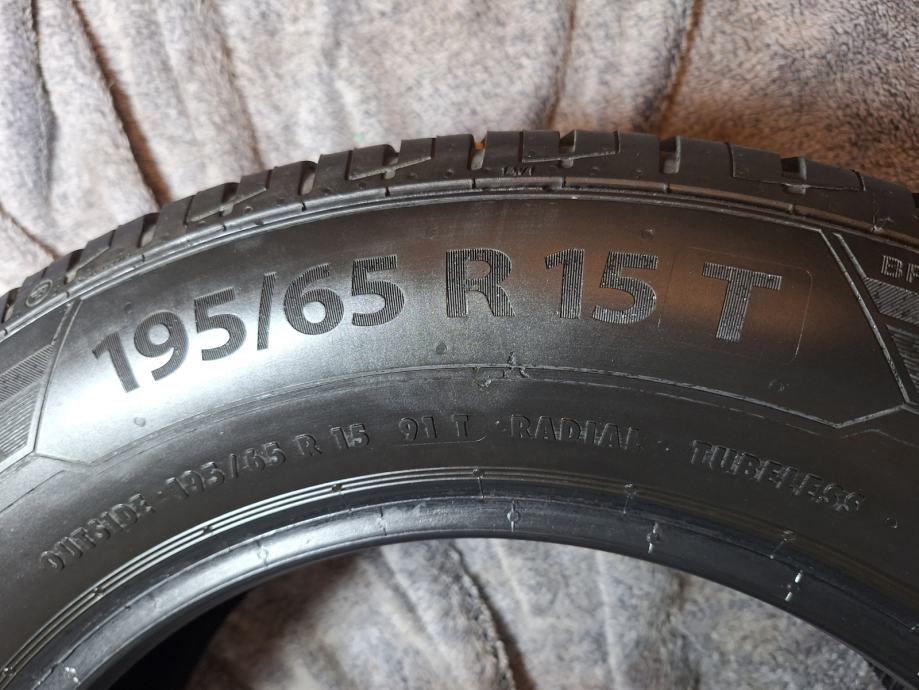 195/65 R 15 T
OUTSIDE · 195/65 R 15 91 T · RADIAL · TUBELESS ·